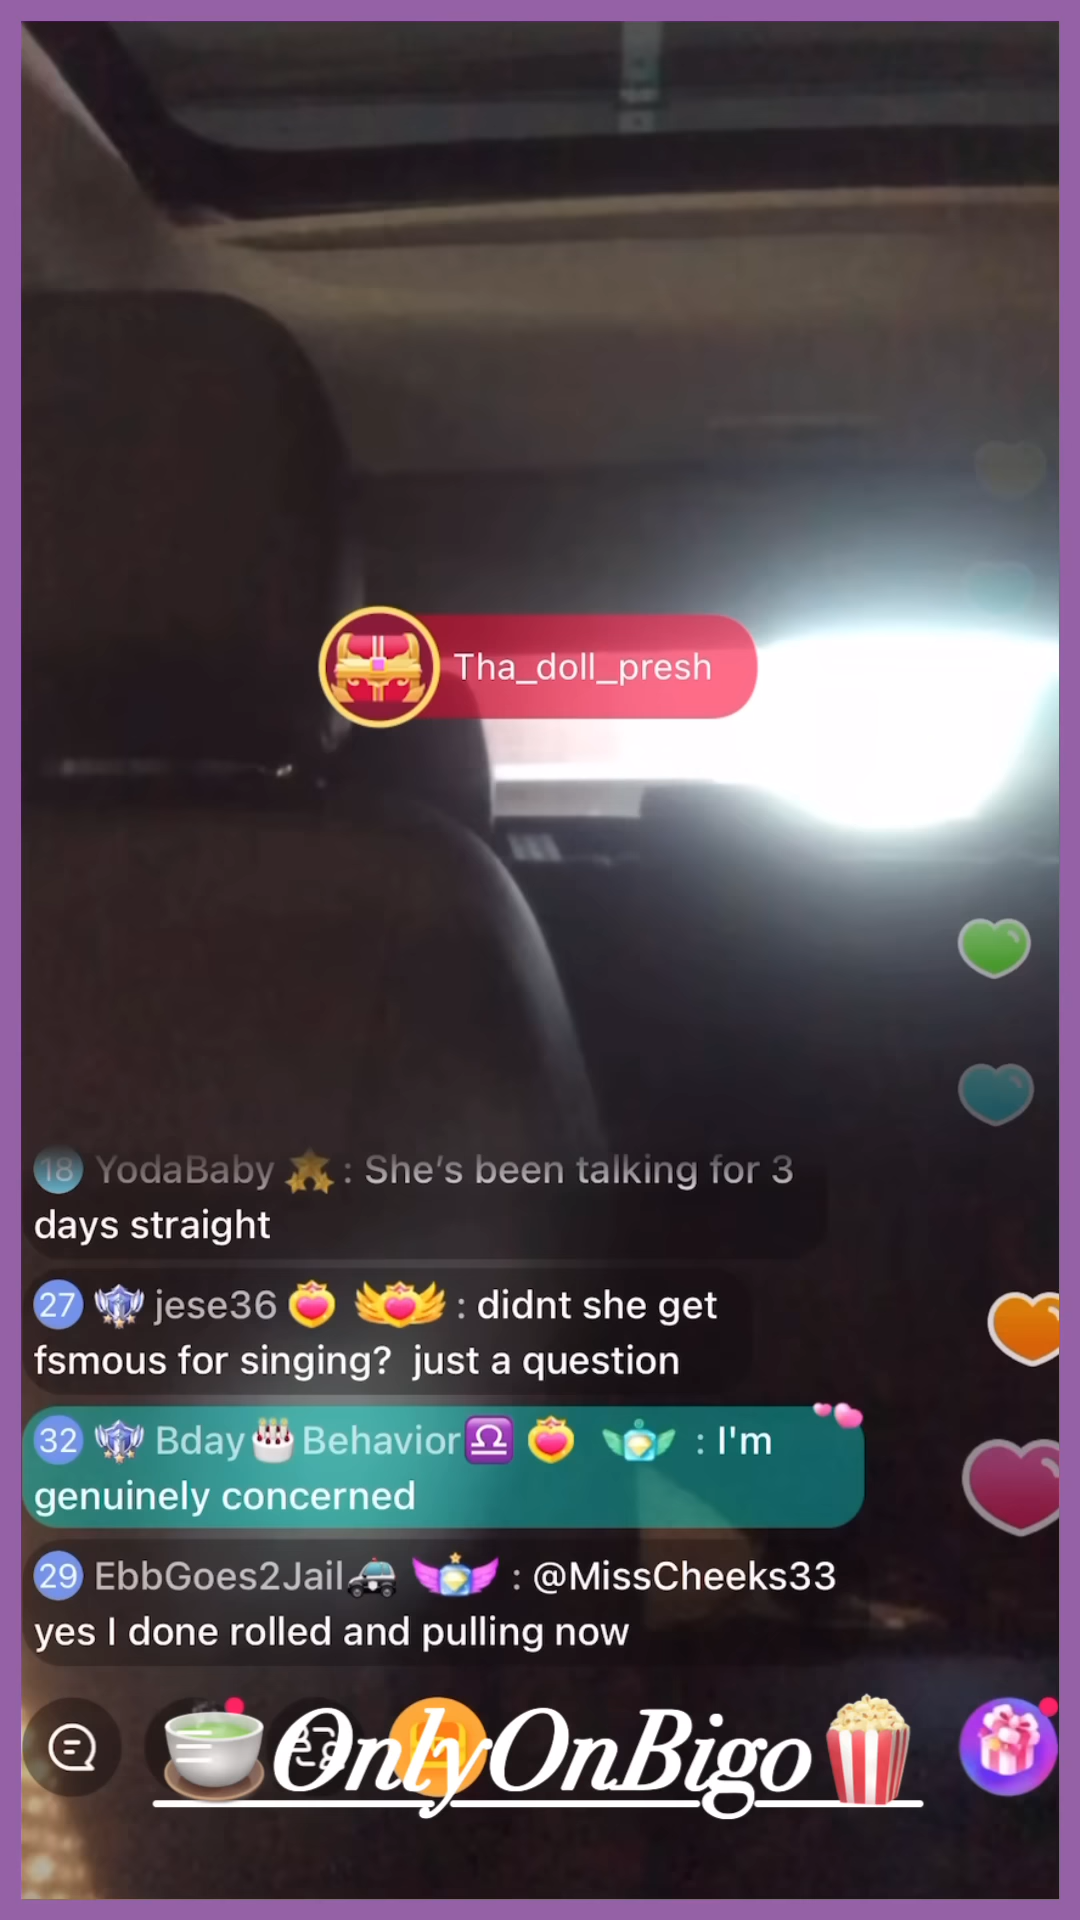 Tha_doll_presh
18 YodaBaby : She's been talking for 3
days straight
27 jese36 : didnt she get
fsmous for singing?  just a question
32 Bday🎂Behavior♎ : I'm
genuinely concerned
29 EbbGoes2Jail🚓 : @MissCheeks33
yes I done rolled and pulling now
🍵OnlyOnBigo🍿